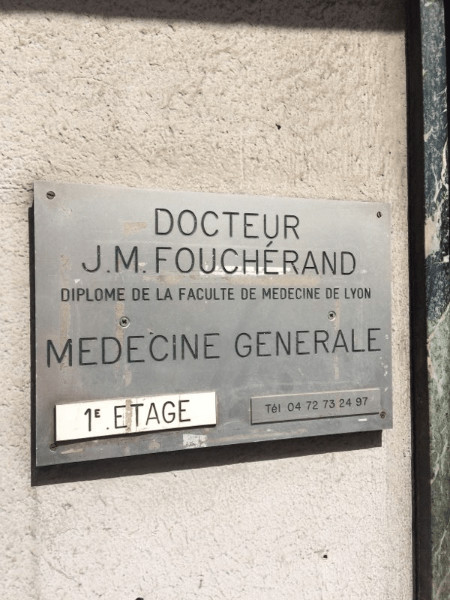 DOCTEUR
J.M. FOUCHÉRAND
DIPLOME DE LA FACULTE DE MEDECINE DE LYON
MEDECINE GENERALE
1E. ETAGE
Tél 04 72 73 24 97